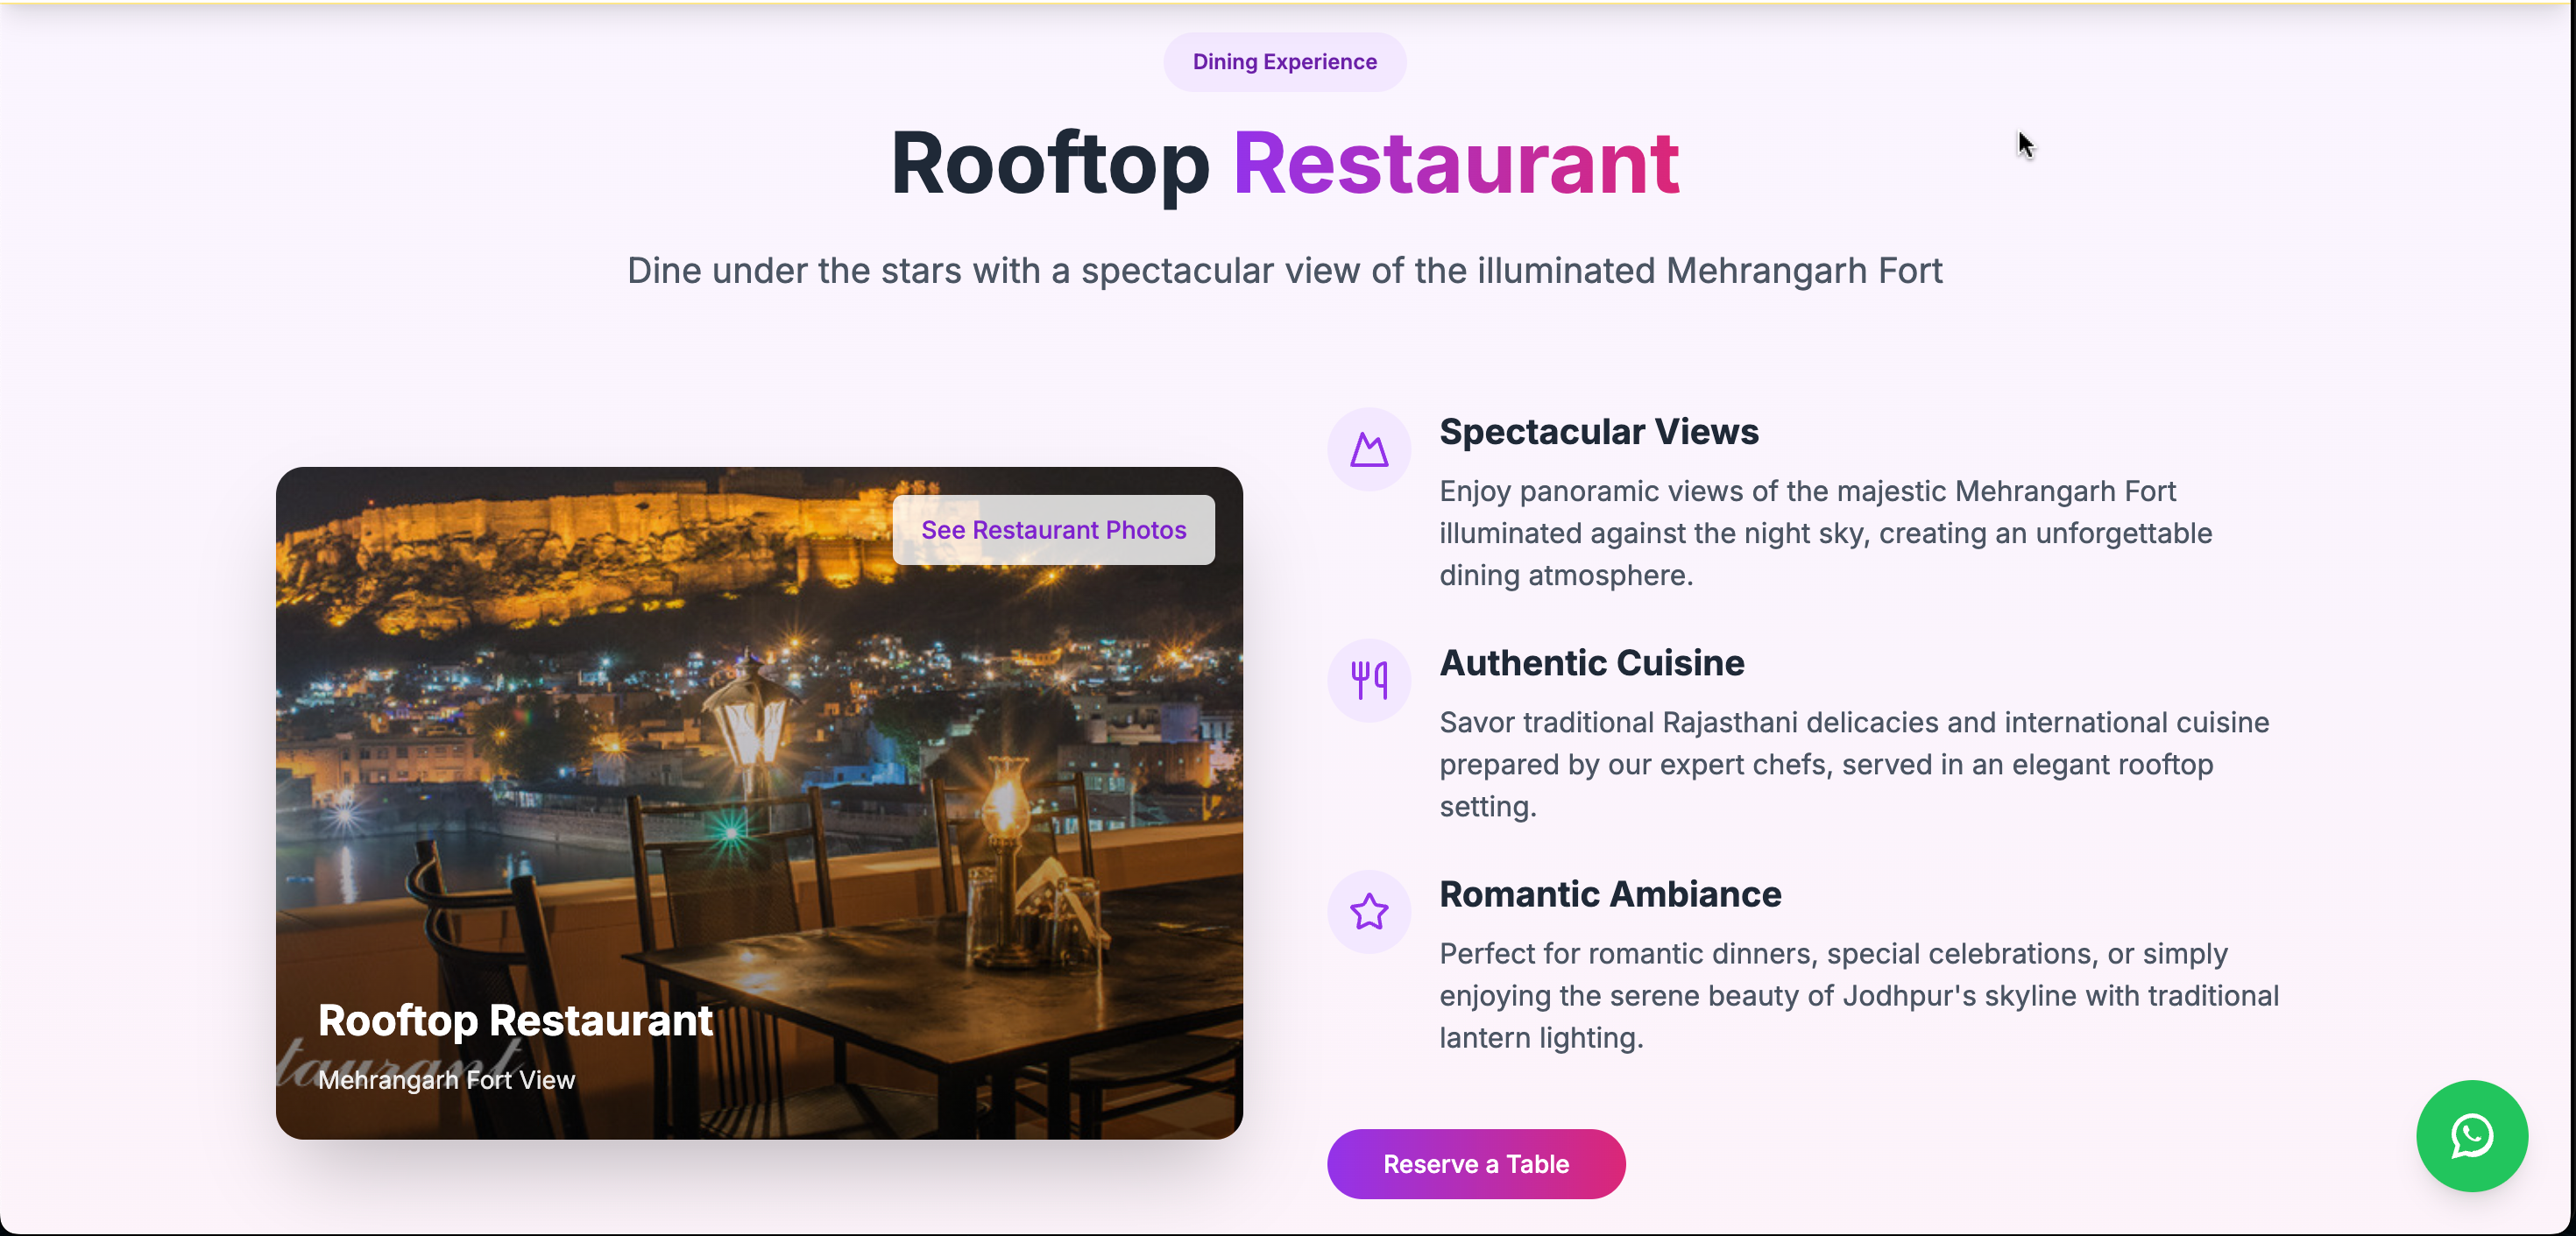 Dining Experience
Rooftop Restaurant
Dine under the stars with a spectacular view of the illuminated Mehrangarh Fort
See Restaurant Photos
Rooftop Restaurant
taurant
Mehrangarh Fort View
Spectacular Views
Enjoy panoramic views of the majestic Mehrangarh Fort
illuminated against the night sky, creating an unforgettable
dining atmosphere.
Authentic Cuisine
Savor traditional Rajasthani delicacies and international cuisine
prepared by our expert chefs, served in an elegant rooftop
setting.
Romantic Ambiance
Perfect for romantic dinners, special celebrations, or simply
enjoying the serene beauty of Jodhpur's skyline with traditional
lantern lighting.
Reserve a Table